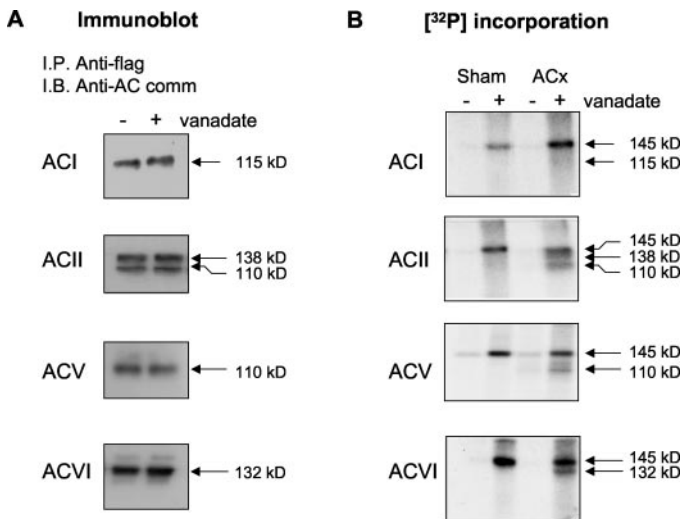 A Immunoblot
I.P. Anti-flag
I.B. Anti-AC comm
- + vanadate
ACI 115 kD
ACII 138 kD
110 kD
ACV 110 kD
ACVI 132 kD
B [³²P] incorporation
Sham ACx
- + - + vanadate
ACI 145 kD
115 kD
ACII 145 kD
138 kD
110 kD
ACV 145 kD
110 kD
ACVI 145 kD
132 kD